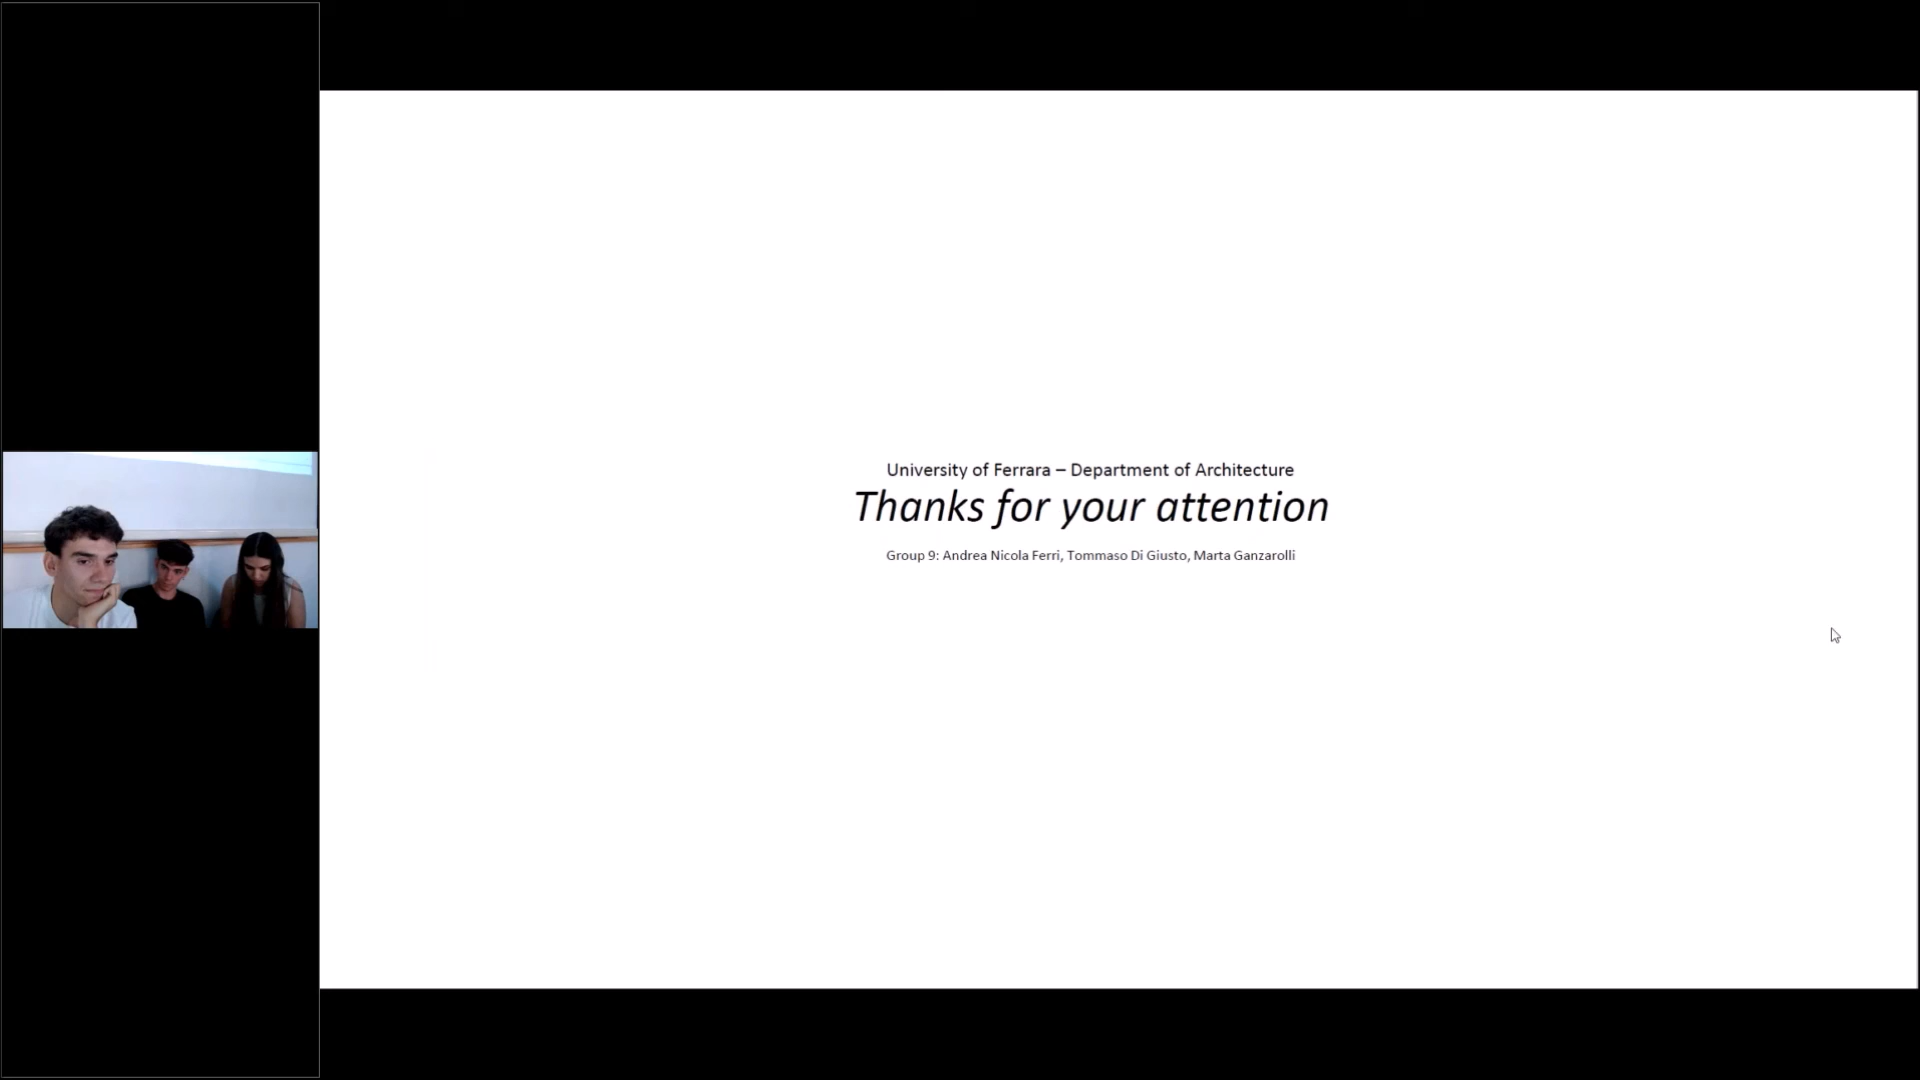 University of Ferrara – Department of Architecture
Thanks for your attention
Group 9: Andrea Nicola Ferri, Tommaso Di Giusto, Marta Ganzarolli